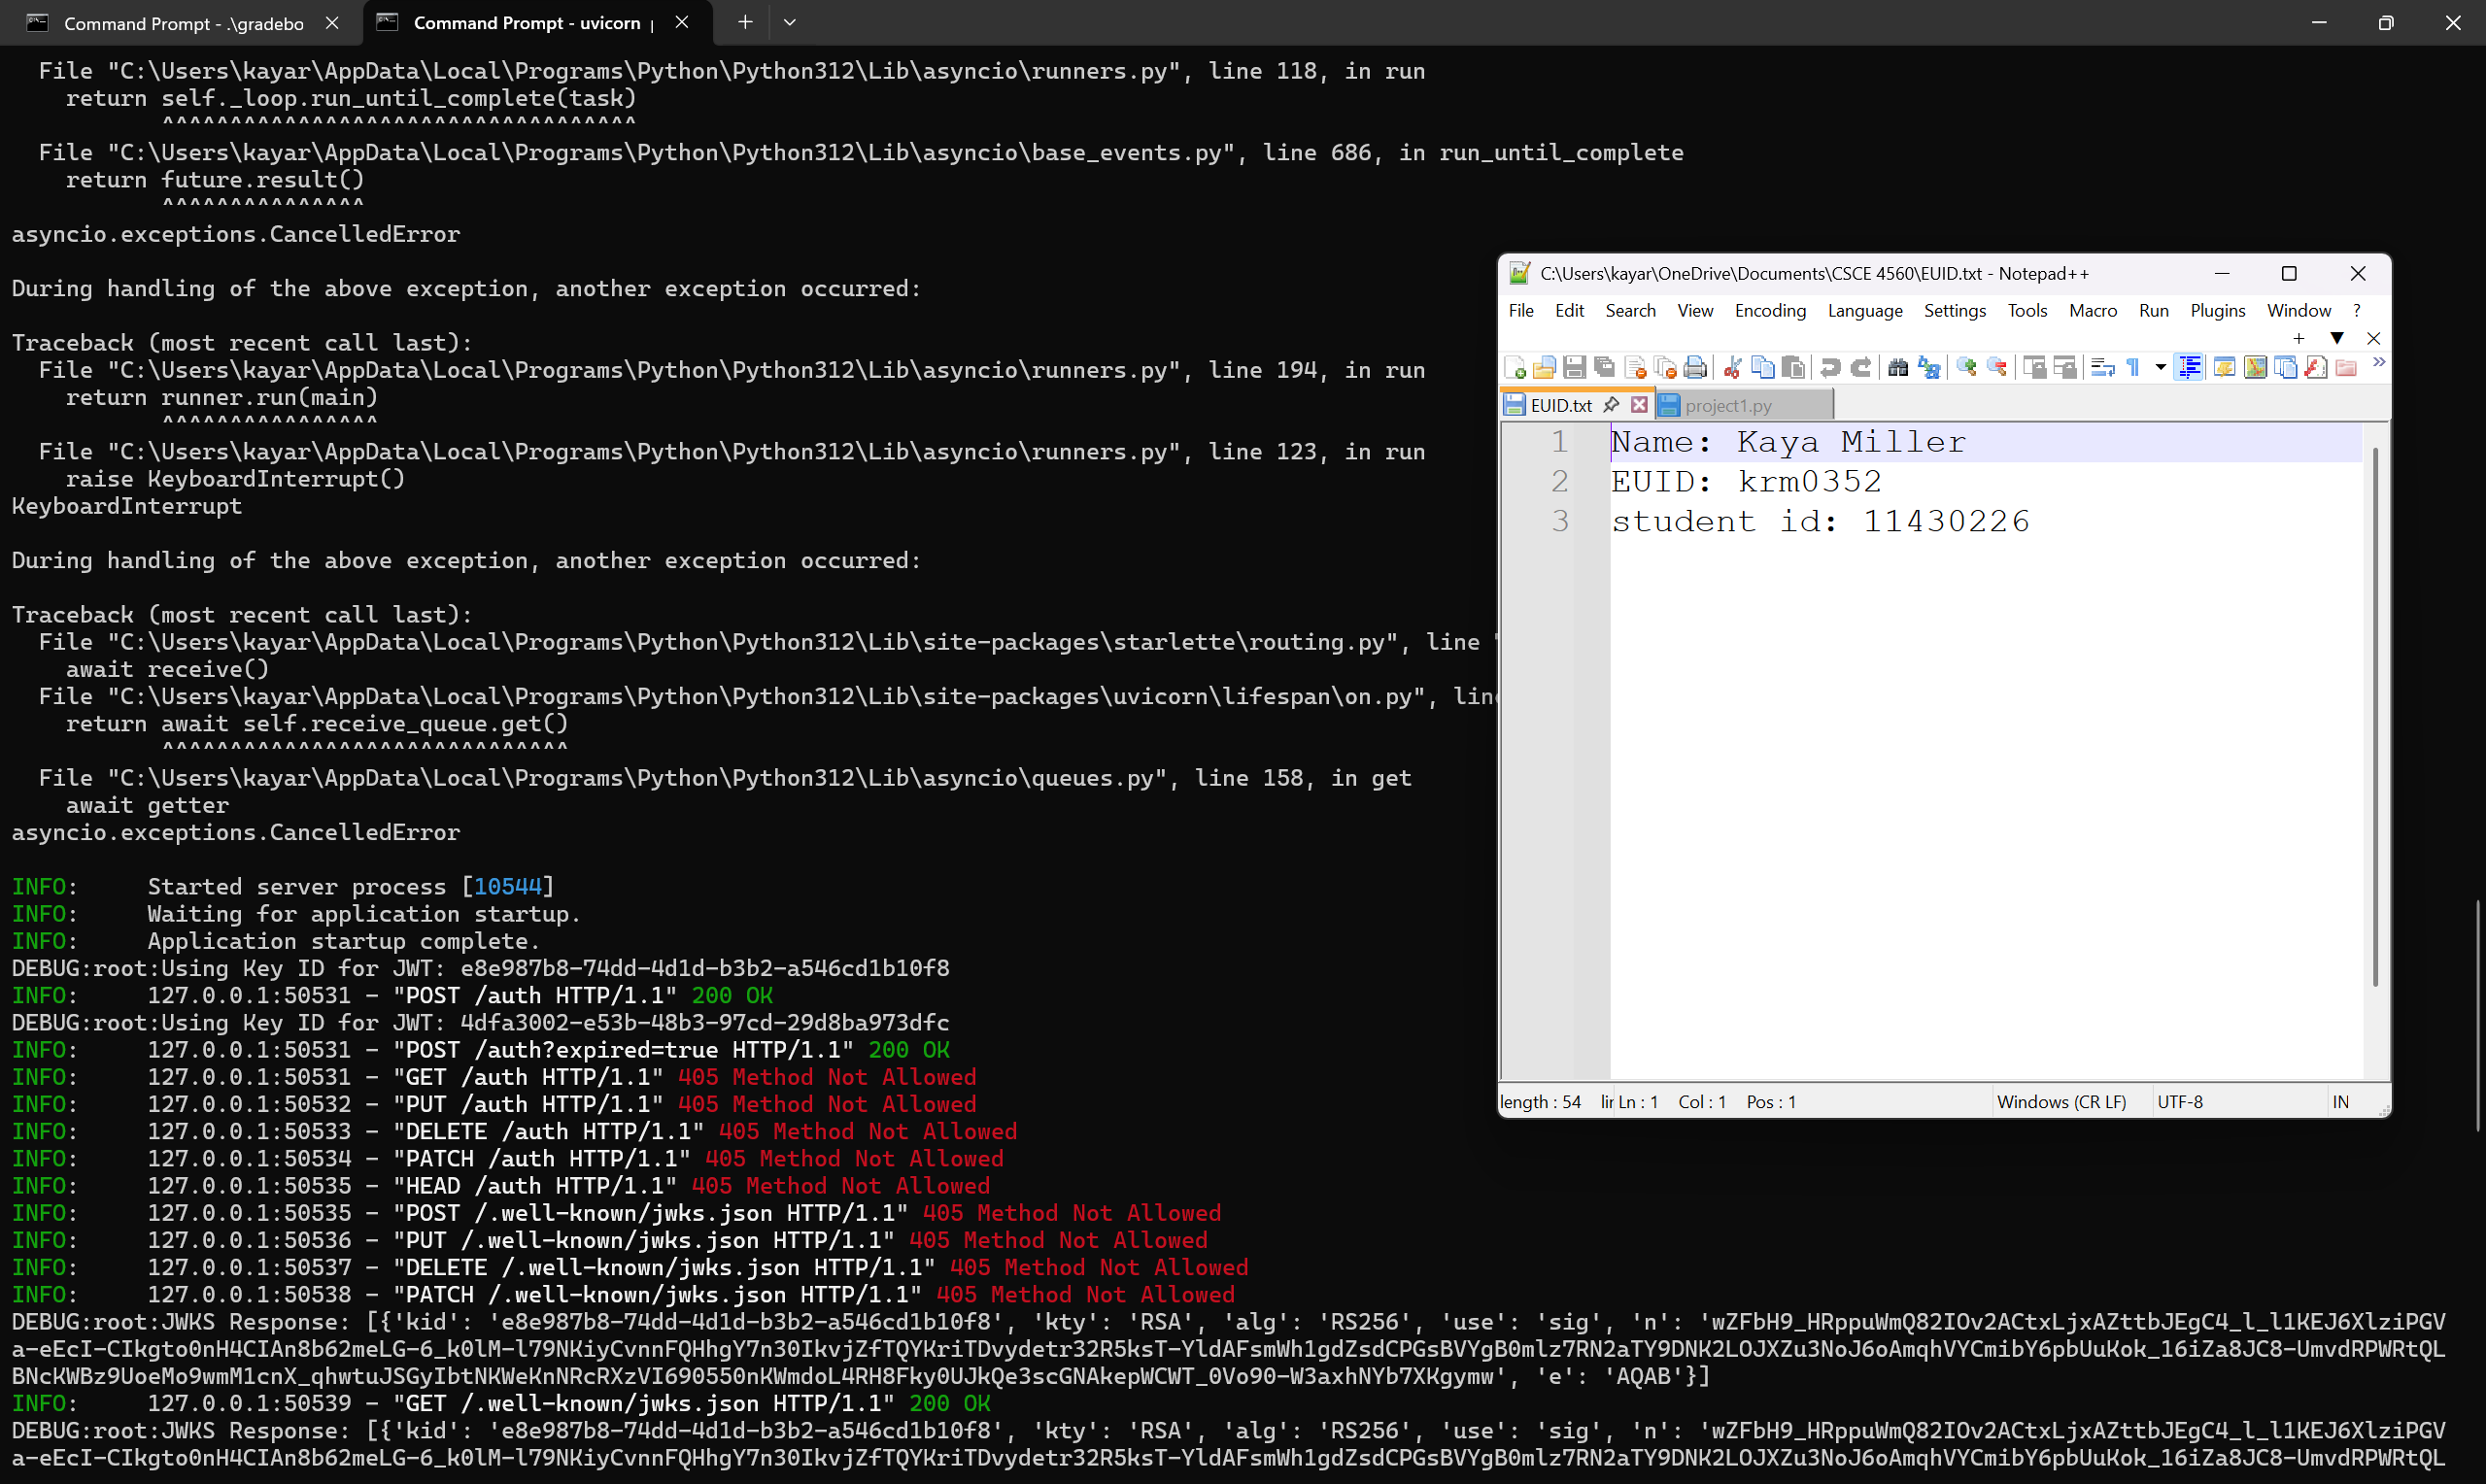 Command Prompt - .\gradebo
Command Prompt - uvicorn
File "C:\Users\kayar\AppData\Local\Programs\Python\Python312\Lib\asyncio\runners.py", line 118, in run
return self._loop.run_until_complete(task)
^^^^^^^^^^^^^^^^^^^^^^^^^^^^^^^^^^^
File "C:\Users\kayar\AppData\Local\Programs\Python\Python312\Lib\asyncio\base_events.py", line 686, in run_until_complete
return future.result()
^^^^^^^^^^^^^^^
asyncio.exceptions.CancelledError
During handling of the above exception, another exception occurred:
Traceback (most recent call last):
File "C:\Users\kayar\AppData\Local\Programs\Python\Python312\Lib\asyncio\runners.py", line 194, in run
return runner.run(main)
^^^^^^^^^^^^^^^^
File "C:\Users\kayar\AppData\Local\Programs\Python\Python312\Lib\asyncio\runners.py", line 123, in run
raise KeyboardInterrupt()
KeyboardInterrupt
During handling of the above exception, another exception occurred:
Traceback (most recent call last):
File "C:\Users\kayar\AppData\Local\Programs\Python\Python312\Lib\site-packages\starlette\routing.py", line
await receive()
File "C:\Users\kayar\AppData\Local\Programs\Python\Python312\Lib\site-packages\uvicorn\lifespan\on.py", line
return await self.receive_queue.get()
^^^^^^^^^^^^^^^^^^^^^^^^^^^^^^
File "C:\Users\kayar\AppData\Local\Programs\Python\Python312\Lib\asyncio\queues.py", line 158, in get
await getter
asyncio.exceptions.CancelledError
INFO:     Started server process [10544]
INFO:     Waiting for application startup.
INFO:     Application startup complete.
DEBUG:root:Using Key ID for JWT: e8e987b8-74dd-4d1d-b3b2-a546cd1b10f8
INFO:     127.0.0.1:50531 - "POST /auth HTTP/1.1" 200 OK
DEBUG:root:Using Key ID for JWT: 4dfa3002-e53b-48b3-97cd-29d8ba973dfc
INFO:     127.0.0.1:50531 - "POST /auth?expired=true HTTP/1.1" 200 OK
INFO:     127.0.0.1:50531 - "GET /auth HTTP/1.1" 405 Method Not Allowed
INFO:     127.0.0.1:50532 - "PUT /auth HTTP/1.1" 405 Method Not Allowed
INFO:     127.0.0.1:50533 - "DELETE /auth HTTP/1.1" 405 Method Not Allowed
INFO:     127.0.0.1:50534 - "PATCH /auth HTTP/1.1" 405 Method Not Allowed
INFO:     127.0.0.1:50535 - "HEAD /auth HTTP/1.1" 405 Method Not Allowed
INFO:     127.0.0.1:50535 - "POST /.well-known/jwks.json HTTP/1.1" 405 Method Not Allowed
INFO:     127.0.0.1:50536 - "PUT /.well-known/jwks.json HTTP/1.1" 405 Method Not Allowed
INFO:     127.0.0.1:50537 - "DELETE /.well-known/jwks.json HTTP/1.1" 405 Method Not Allowed
INFO:     127.0.0.1:50538 - "PATCH /.well-known/jwks.json HTTP/1.1" 405 Method Not Allowed
DEBUG:root:JWKS Response: [{'kid': 'e8e987b8-74dd-4d1d-b3b2-a546cd1b10f8', 'kty': 'RSA', 'alg': 'RS256', 'use': 'sig', 'n': 'wZFbH9_HRppuWmQ82IOv2ACtxLjxAZttbJEgC4_l_l1KEJ6XlziPGV
a-eEcI-CIkgto0nH4CIAn8b62meLG-6_k0lM-l79NKiyCvnnFQHhgY7n30IkvjZfTQYKriTDvydetr32R5ksT-YldAFsmWh1gdZsdCPGsBVYgB0mlz7RN2aTY9DNK2LOJXZu3NoJ6oAmqhVYCmibY6pbUuKok_16iZa8JC8-UmvdRPWRtQL
BNcKWBz9UoeMo9wmM1cnX_qhwtuJSGyIbtNKWeKnNRcRXzVI690550nKWmdoL4RH8Fky0UJkQe3scGNAkepWCWT_0Vo90-W3axhNYb7XKgymw', 'e': 'AQAB'}]
INFO:     127.0.0.1:50539 - "GET /.well-known/jwks.json HTTP/1.1" 200 OK
DEBUG:root:JWKS Response: [{'kid': 'e8e987b8-74dd-4d1d-b3b2-a546cd1b10f8', 'kty': 'RSA', 'alg': 'RS256', 'use': 'sig', 'n': 'wZFbH9_HRppuWmQ82IOv2ACtxLjxAZttbJEgC4_l_l1KEJ6XlziPGV
a-eEcI-CIkgto0nH4CIAn8b62meLG-6_k0lM-l79NKiyCvnnFQHhgY7n30IkvjZfTQYKriTDvydetr32R5ksT-YldAFsmWh1gdZsdCPGsBVYgB0mlz7RN2aTY9DNK2LOJXZu3NoJ6oAmqhVYCmibY6pbUuKok_16iZa8JC8-UmvdRPWRtQL
C:\Users\kayar\OneDrive\Documents\CSCE 4560\EUID.txt - Notepad++
File Edit Search View Encoding Language Settings Tools Macro Run Plugins Window ?
EUID.txt project1.py
1 Name: Kaya Miller
2 EUID: krm0352
3 student id: 11430226
length : 54 Ln : 1 Col : 1 Pos : 1 Windows (CR LF) UTF-8 IN